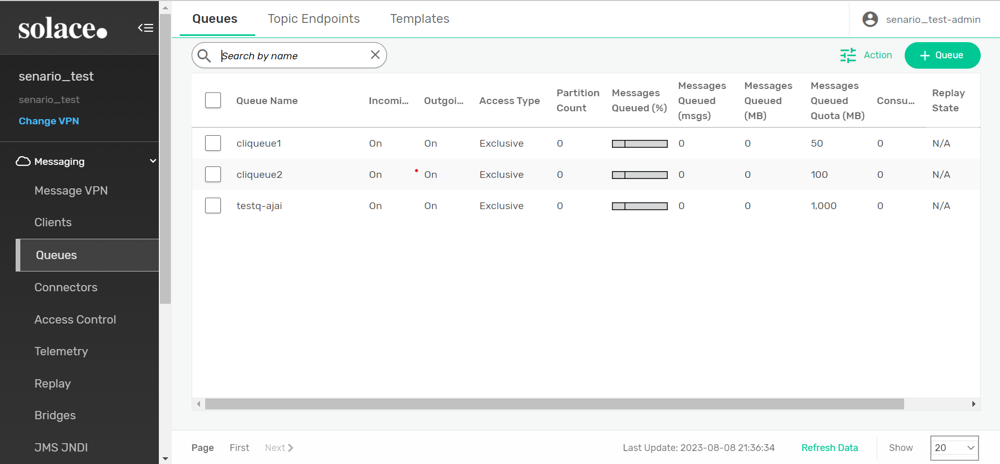 solace.
senario_test
senario_test
Change VPN
Messaging
Message VPN
Clients
Queues
Connectors
Access Control
Telemetry
Replay
Bridges
JMS JNDI
Queues Topic Endpoints Templates senario_test-admin
Search by name Action + Queue
Queue Name Incomi... Outgoi... Access Type Partition Count Messages Queued (%) Messages Queued (msgs) Messages Queued (MB) Messages Queued Quota (MB) Consu... Replay State
cliqueue1 On On Exclusive 0 0 0 50 0 N/A
cliqueue2 On On Exclusive 0 0 0 100 0 N/A
testq-ajai On On Exclusive 0 0 0 1,000 0 N/A
Page First Next Last Update: 2023-08-08 21:36:34 Refresh Data Show 20